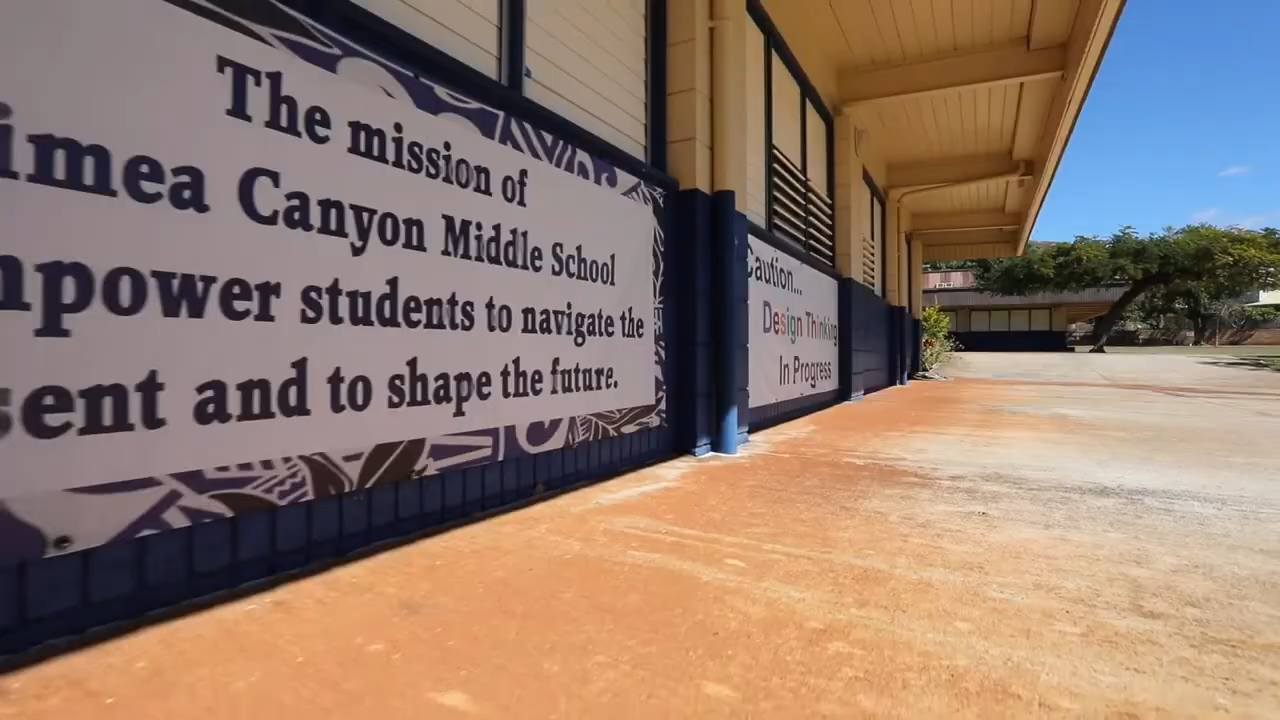 The mission of
imea Canyon Middle School
mpower students to navigate the
sent and to shape the future.
Caution...
Design Thinking
In Progress